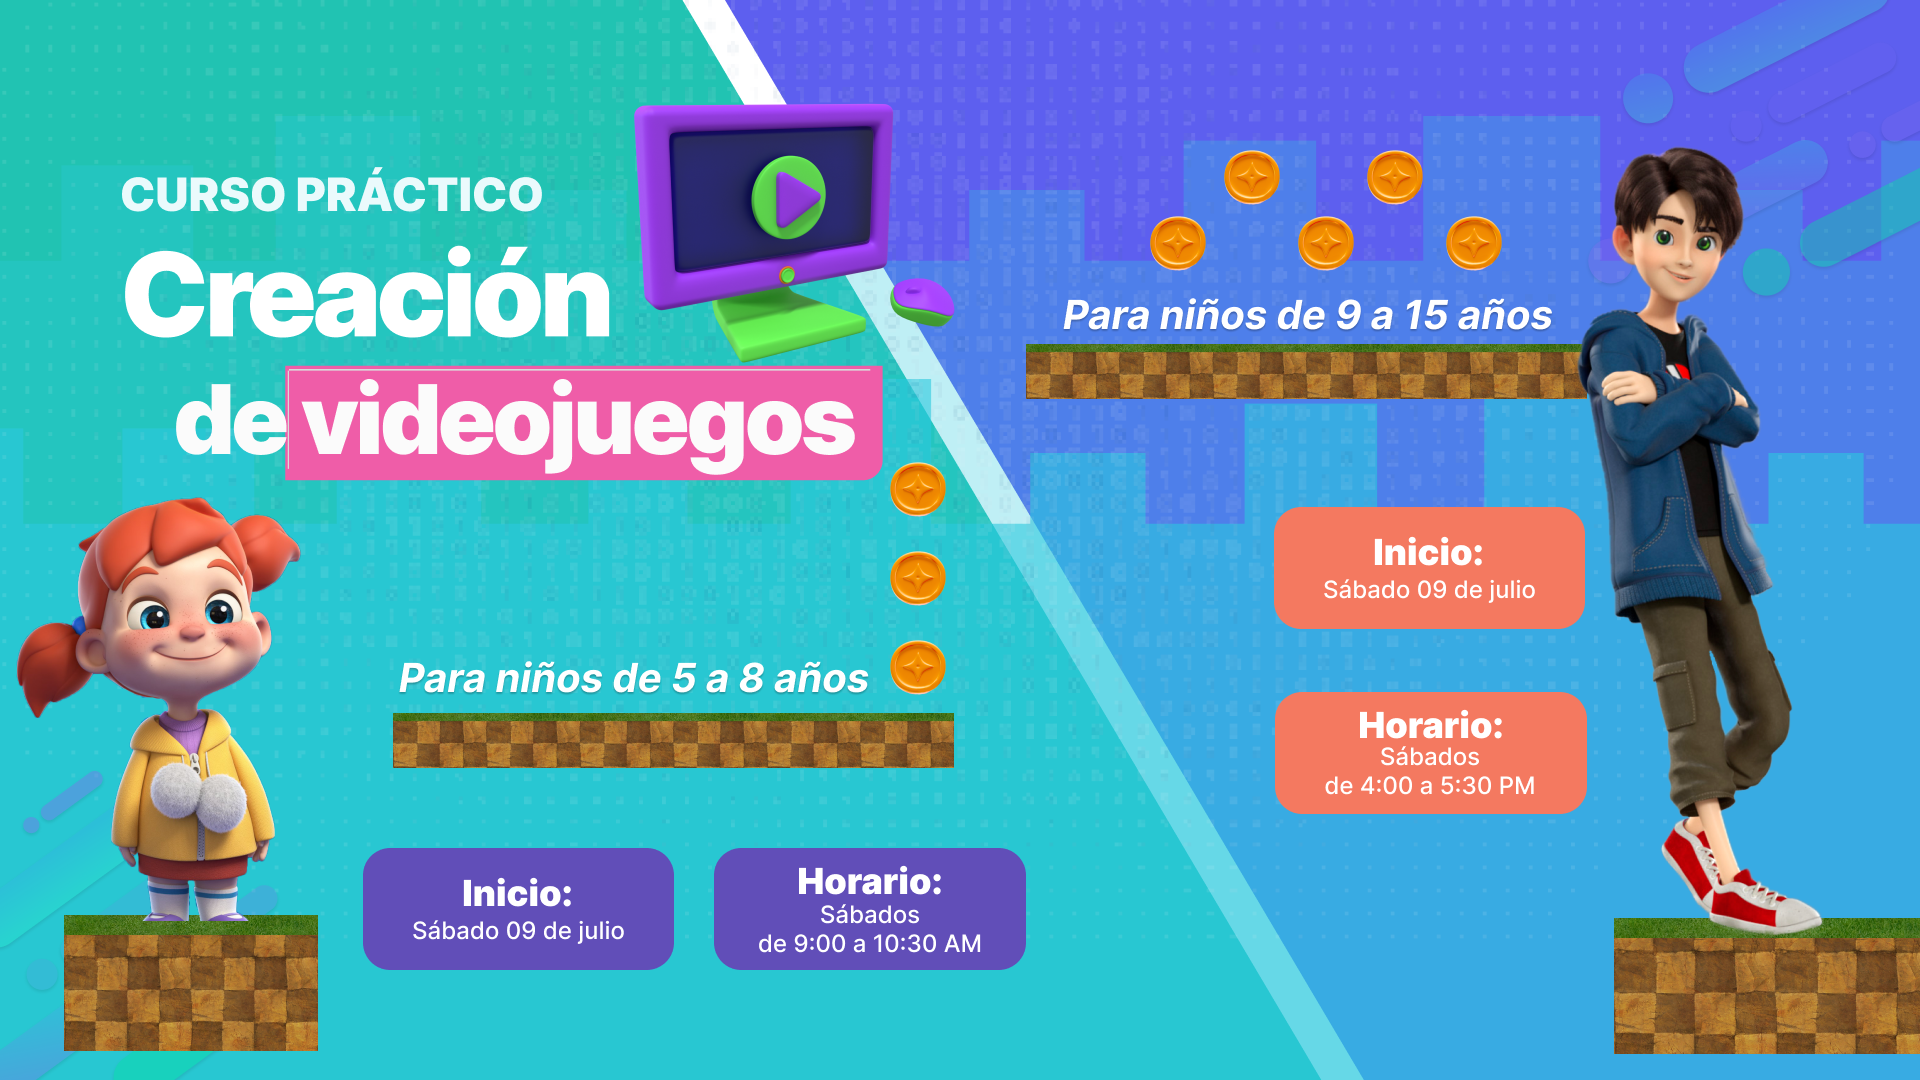 CURSO PRÁCTICO
Creación
de videojuegos
Para niños de 5 a 8 años
Inicio:
Sábado 09 de julio
Horario:
Sábados
de 9:00 a 10:30 AM
Para niños de 9 a 15 años
Inicio:
Sábado 09 de julio
Horario:
Sábados
de 4:00 a 5:30 PM